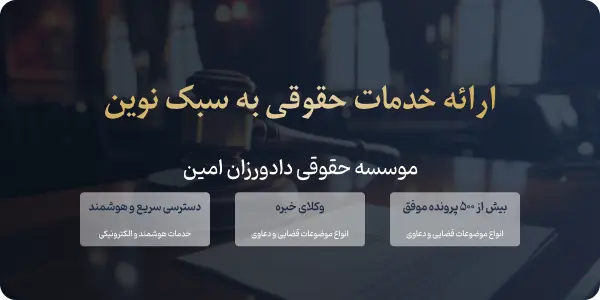 ارائه خدمات حقوقی به سبک نوین
موسسه حقوقی دادورزان امین
بیش از ۵۰۰ پرونده موفق
انواع موضوعات قضایی و دعاوی
وکلای خبره
انواع موضوعات قضایی و دعاوی
دسترسی سریع و هوشمند
خدمات هوشمند و الکترونیکی